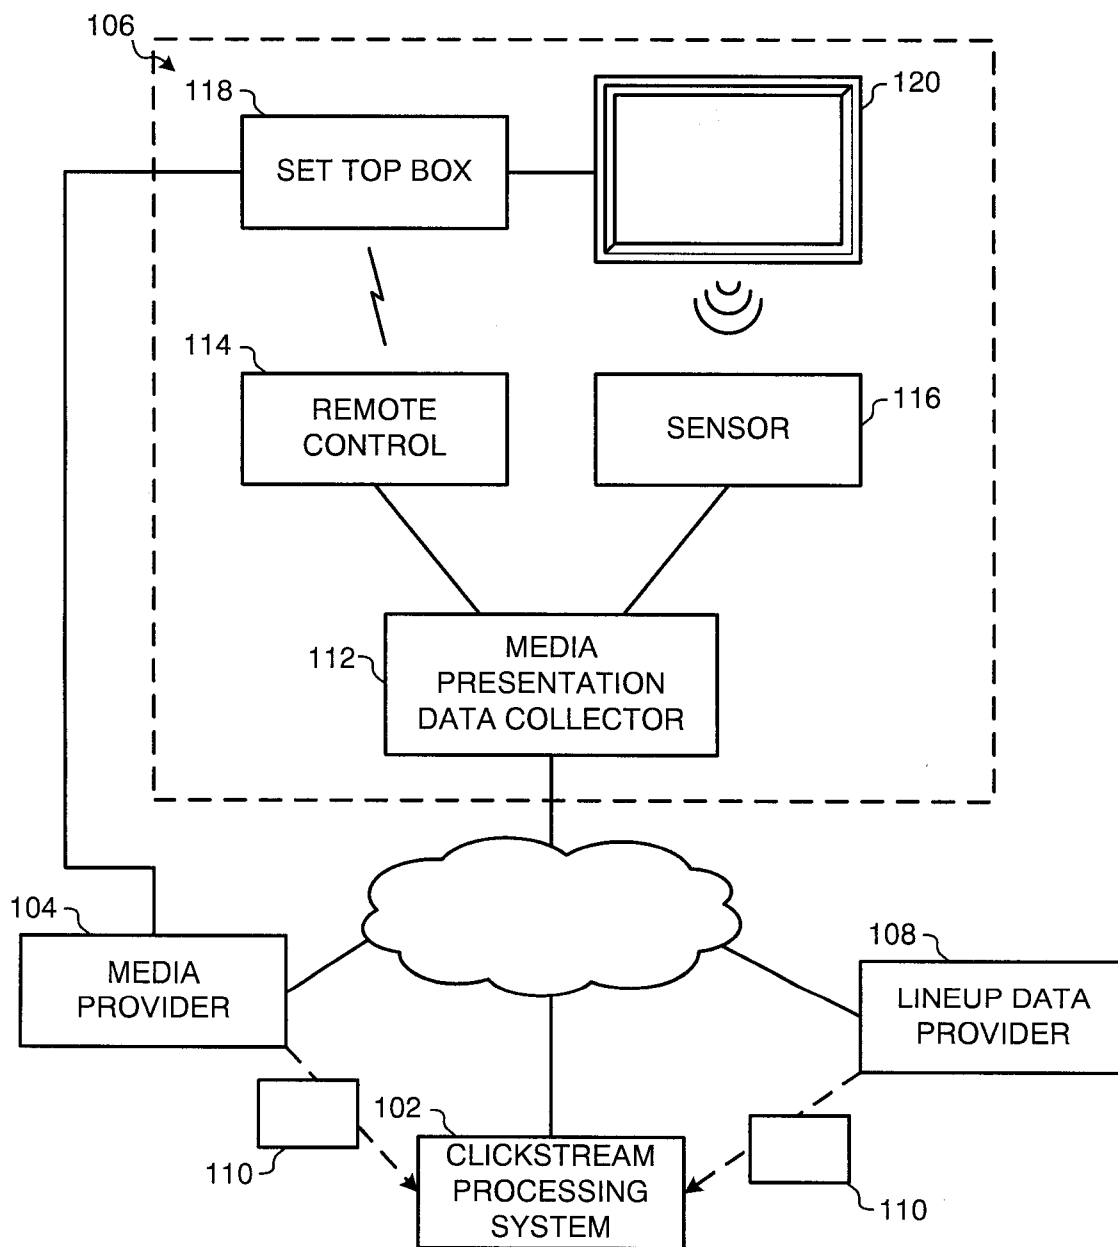 106
118
120
SET TOP BOX
114
116
REMOTE
CONTROL
SENSOR
112
MEDIA
PRESENTATION
DATA COLLECTOR
104
108
MEDIA
PROVIDER
LINEUP DATA
PROVIDER
102
110
CLICKSTREAM
PROCESSING
SYSTEM
110